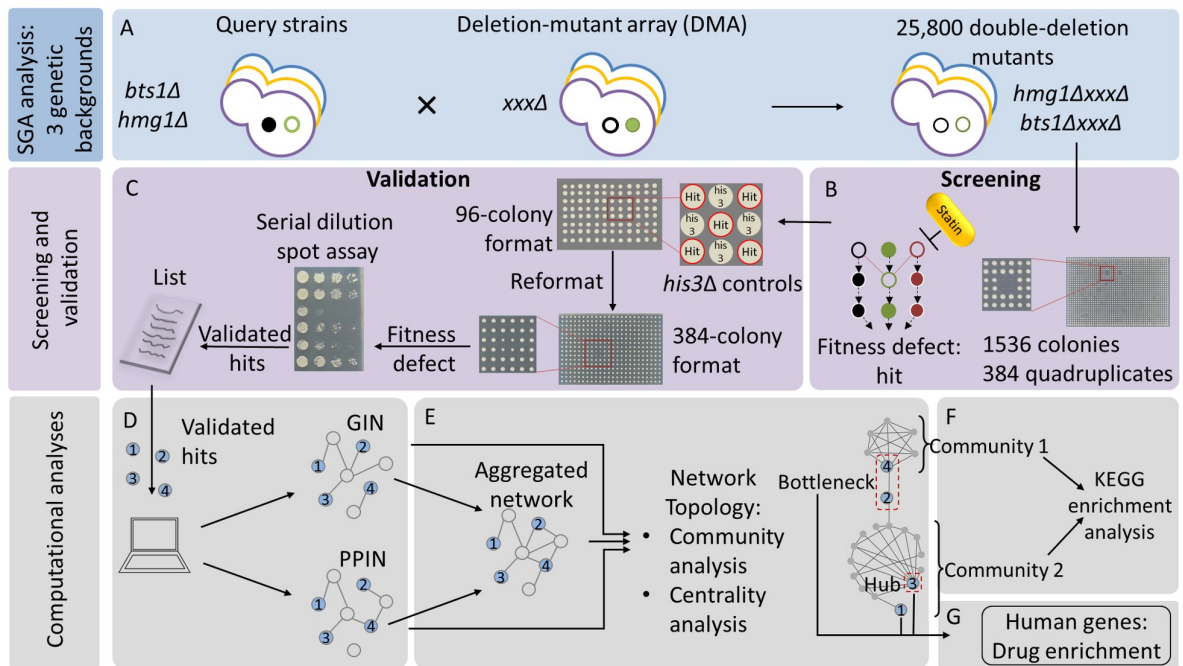 SGA analysis:
3 genetic
backgrounds
A
Query strains
Deletion-mutant array (DMA)
25,800 double-deletion
mutants
bts1Δ
hmg1Δ
×
xxxΔ
hmg1Δxxx∆
bts1Δxxx∆
Screening and
validation
C
Validation
Serial dilution
spot assay
96-colony
format
Hit
his
3
Hit
his
3
Hit
his
3
Hit
his
3
Hit
Reformat
his3Δ controls
List
Validated
hits
Fitness
defect
384-colony
format
B
Screening
Statin
Fitness defect:
hit
1536 colonies
384 quadruplicates
Computational analyses
D
Validated
hits
1
2
3
4
GIN
1
2
3
4
PPIN
1
2
3
4
E
Aggregated
network
1
2
3
4
Network
Topology:
• Community
analysis
• Centrality
analysis
Bottleneck
4
2
Hub
3
1
Community 1
Community 2
F
KEGG
enrichment
analysis
G
Human genes:
Drug enrichment